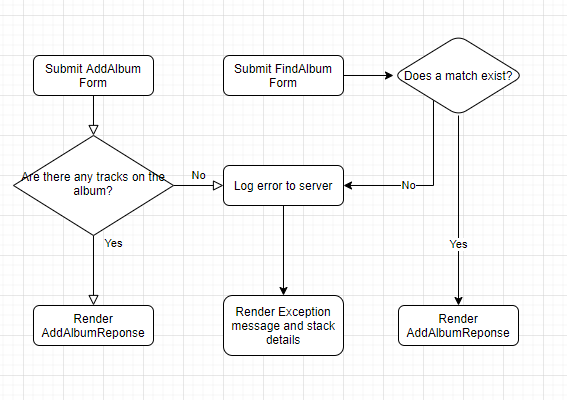 Submit AddAlbum
Form
Submit FindAlbum
Form
Does a match exist?
Are there any tracks on the
album?
No
Log error to server
No
Yes
Yes
Render
AddAlbumReponse
Render Exception
message and stack
details
Render
AddAlbumReponse